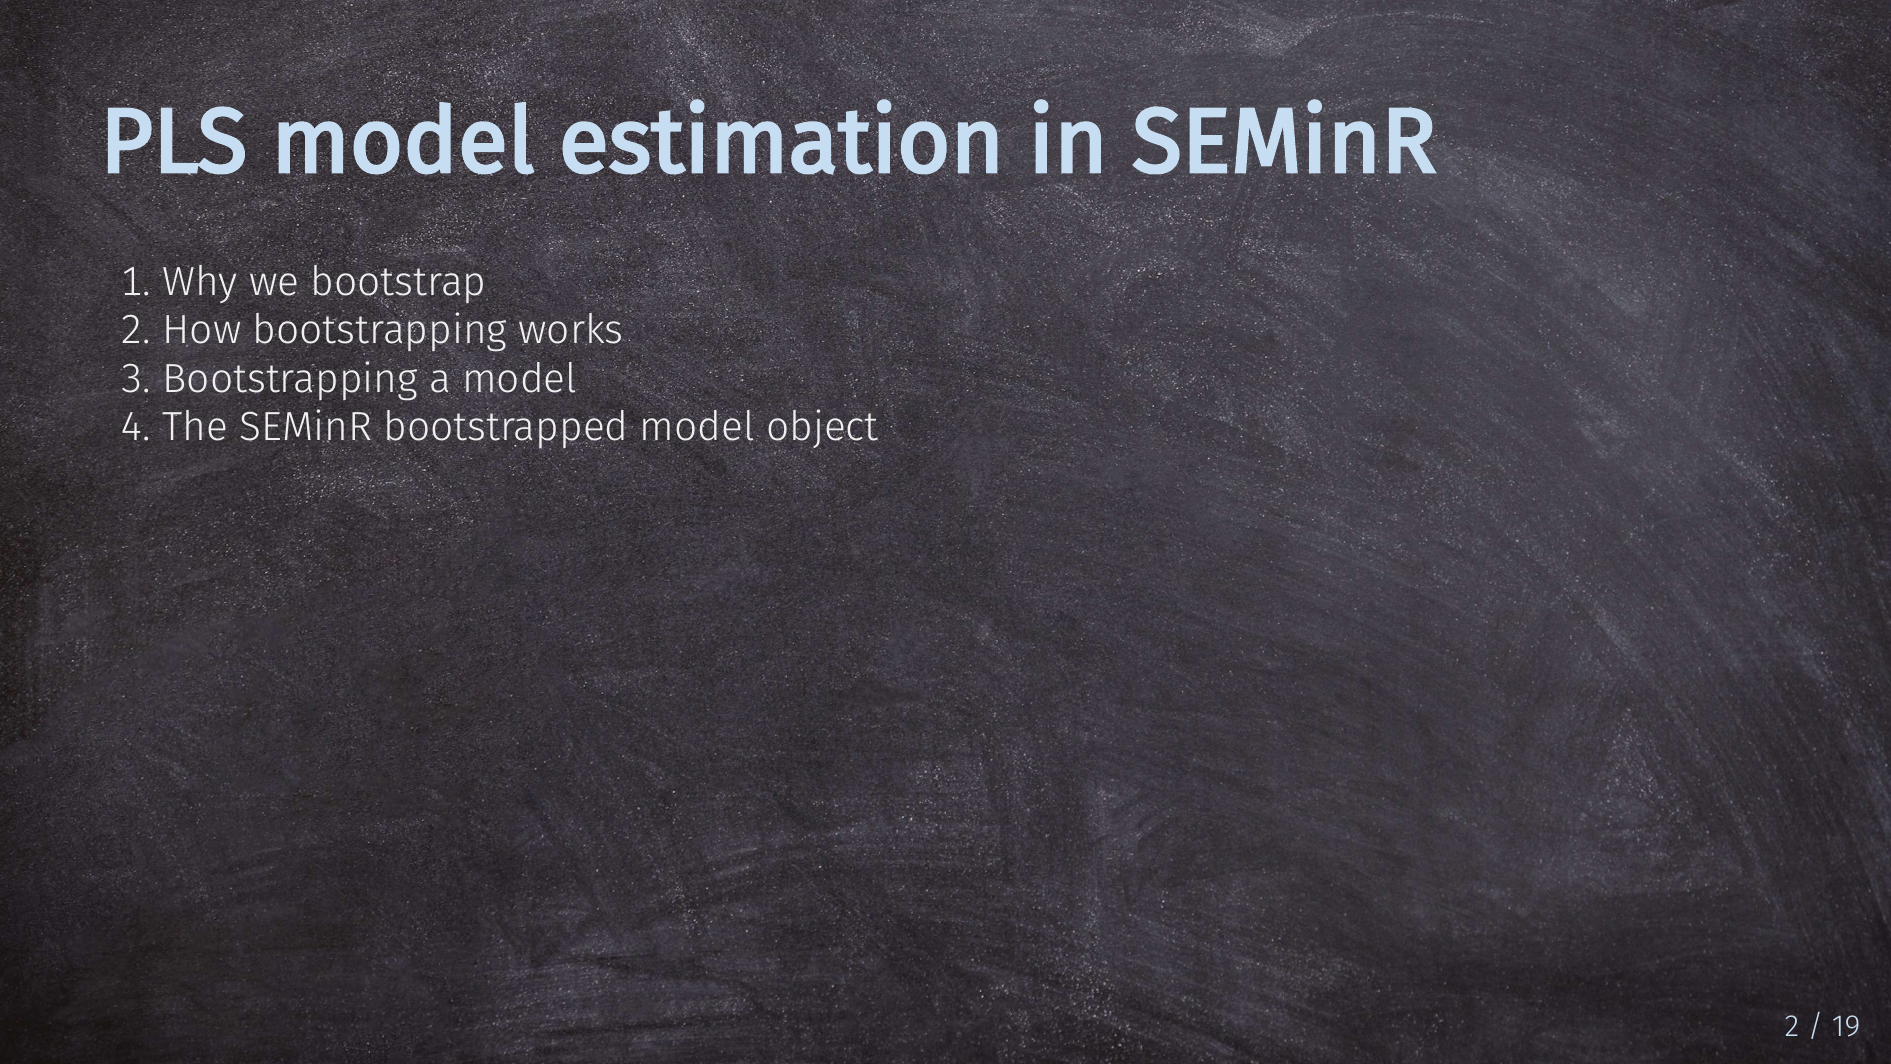 PLS model estimation in SEMinR
1. Why we bootstrap
2. How bootstrapping works
3. Bootstrapping a model
4. The SEMinR bootstrapped model object
2 / 19